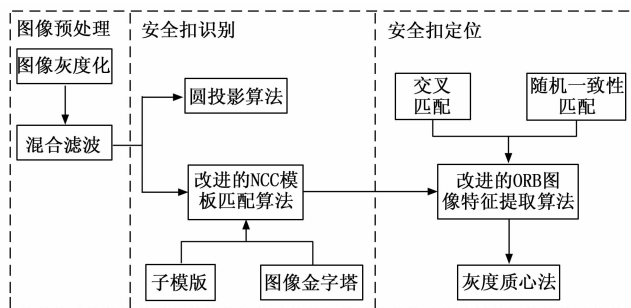 图像预处理
安全扣识别
安全扣定位
图像灰度化
混合滤波
圆投影算法
改进的NCC模
板匹配算法
子模版
图像金字塔
交叉
匹配
随机一致性
匹配
改进的ORB图
像特征提取算法
灰度质心法